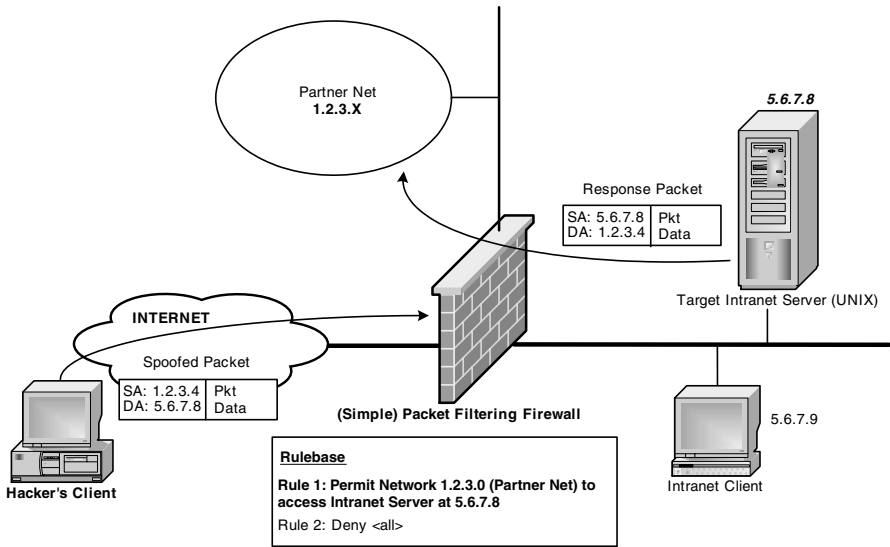 Partner Net
1.2.3.X
5.6.7.8
Response Packet
SA: 5.6.7.8 Pkt
DA: 1.2.3.4 Data
Target Intranet Server (UNIX)
INTERNET
Spoofed Packet
SA: 1.2.3.4 Pkt
DA: 5.6.7.8 Data
(Simple) Packet Filtering Firewall
5.6.7.9
Hacker's Client
Intranet Client
Rulebase
Rule 1: Permit Network 1.2.3.0 (Partner Net) to
access Intranet Server at 5.6.7.8
Rule 2: Deny <all>